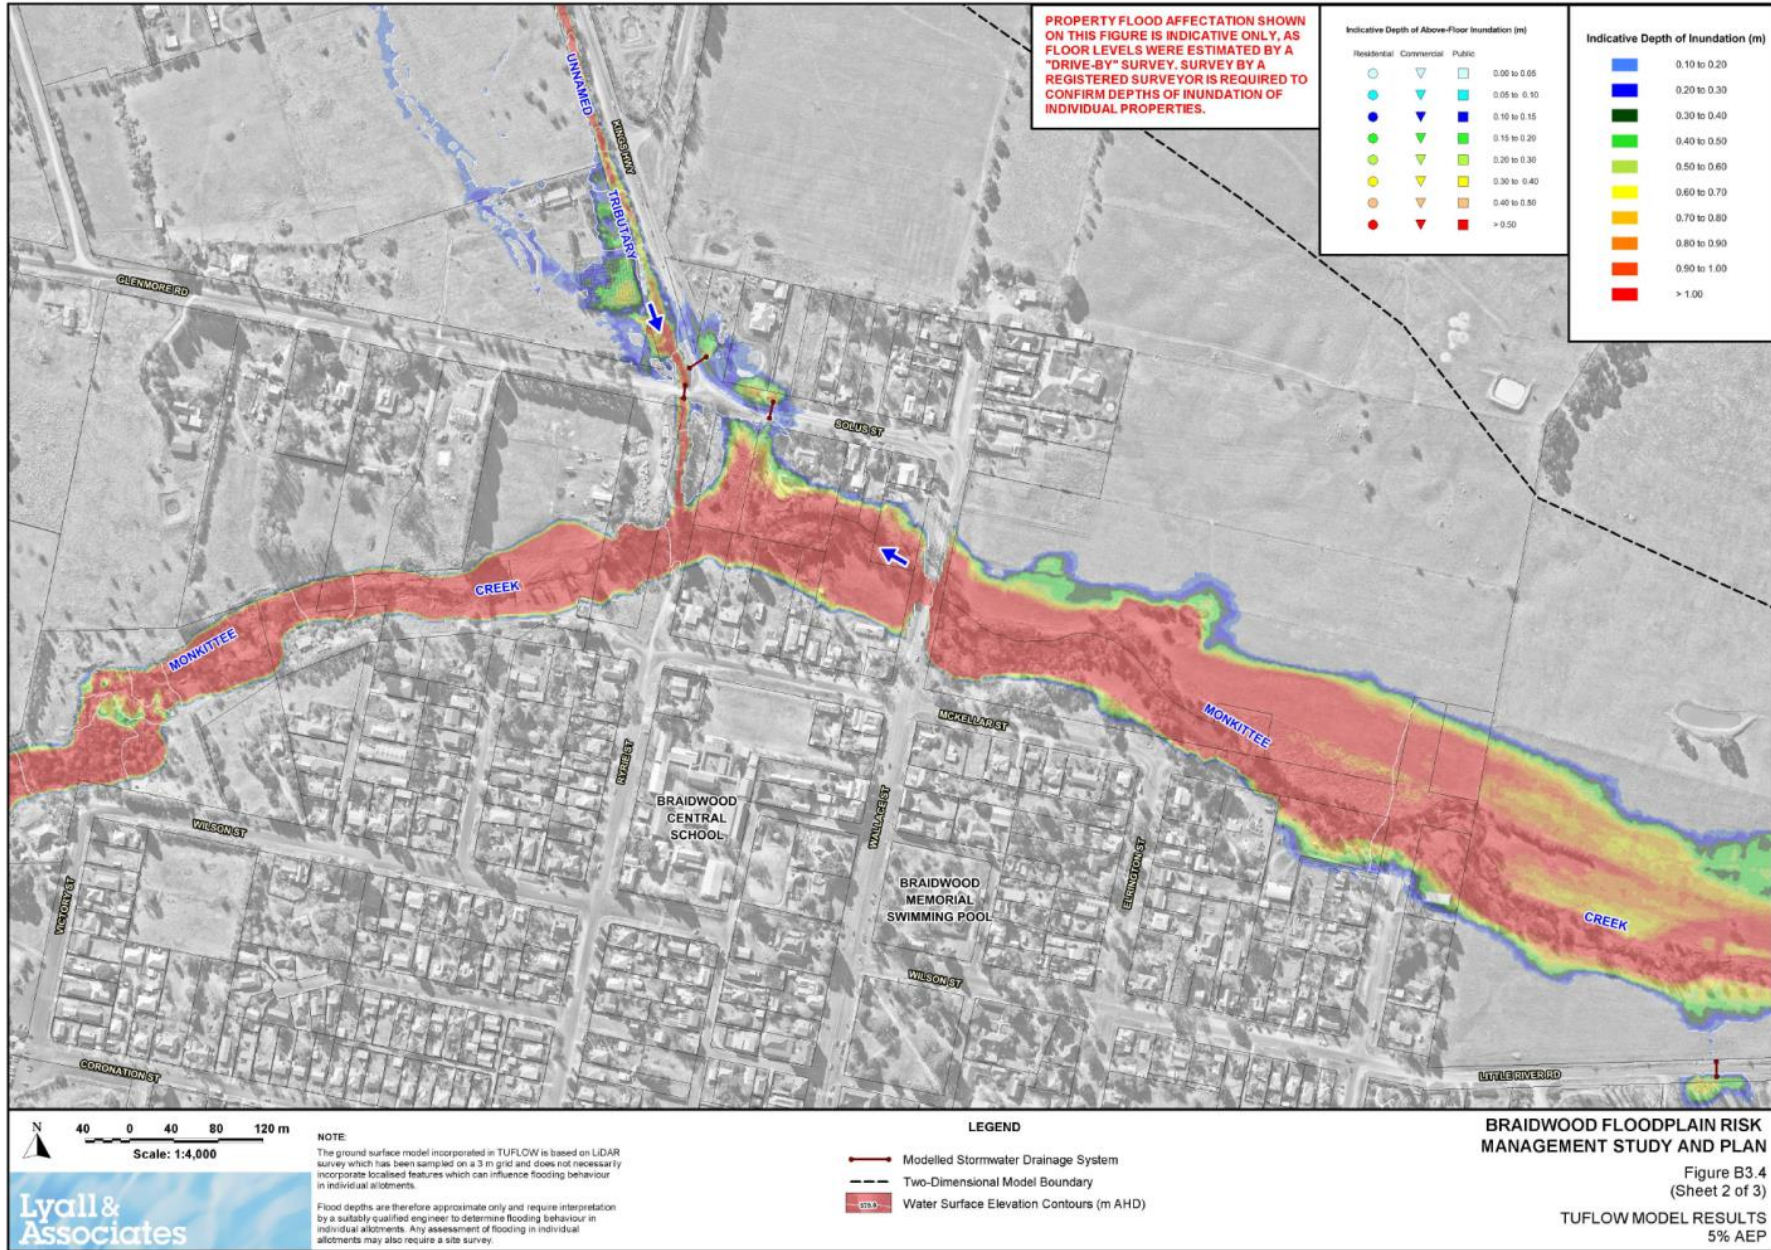 PROPERTY FLOOD AFFECTATION SHOWN
ON THIS FIGURE IS INDICATIVE ONLY, AS
FLOOR LEVELS WERE ESTIMATED BY A
"DRIVE-BY" SURVEY. SURVEY BY A
REGISTERED SURVEYOR IS REQUIRED TO
CONFIRM DEPTHS OF INUNDATION OF
INDIVIDUAL PROPERTIES.
Indicative Depth of Above-Floor Inundation (m)
Residential Commercial Public
0.00 to 0.05
0.05 to 0.10
0.10 to 0.15
0.15 to 0.20
0.20 to 0.30
0.30 to 0.40
0.40 to 0.50
> 0.50
Indicative Depth of Inundation (m)
0.10 to 0.20
0.20 to 0.30
0.30 to 0.40
0.40 to 0.50
0.50 to 0.60
0.60 to 0.70
0.70 to 0.80
0.80 to 0.90
0.90 to 1.00
> 1.00
UNNAMED
KINGS HWY
TRIBUTARY
GLENMORE RD
SOLUS ST
CREEK
MONKITTEE
MCKELLAR ST
MONKITTEE
RYRIE ST
WALLACE ST
BRAIDWOOD
CENTRAL
SCHOOL
WILSON ST
ELRINGTON ST
BRAIDWOOD
MEMORIAL
SWIMMING POOL
VICTORY ST
CREEK
WILSON ST
CORONATION ST
LITTLE RIVER RD
N
40 0 40 80 120 m
Scale: 1:4,000
Lyall &
Associates
NOTE:
The ground surface model incorporated in TUFLOW is based on LiDAR
survey which has been sampled on a 3 m grid and does not necessarily
incorporate localised features which can influence flooding behaviour
in individual allotments.
Flood depths are therefore approximate only and require interpretation
by a suitably qualified engineer to determine flooding behaviour in
individual allotments. Any assessment of flooding in individual
allotments may also require a site survey.
LEGEND
Modelled Stormwater Drainage System
Two-Dimensional Model Boundary
Water Surface Elevation Contours (m AHD)
BRAIDWOOD FLOODPLAIN RISK
MANAGEMENT STUDY AND PLAN
Figure B3.4
(Sheet 2 of 3)
TUFLOW MODEL RESULTS
5% AEP